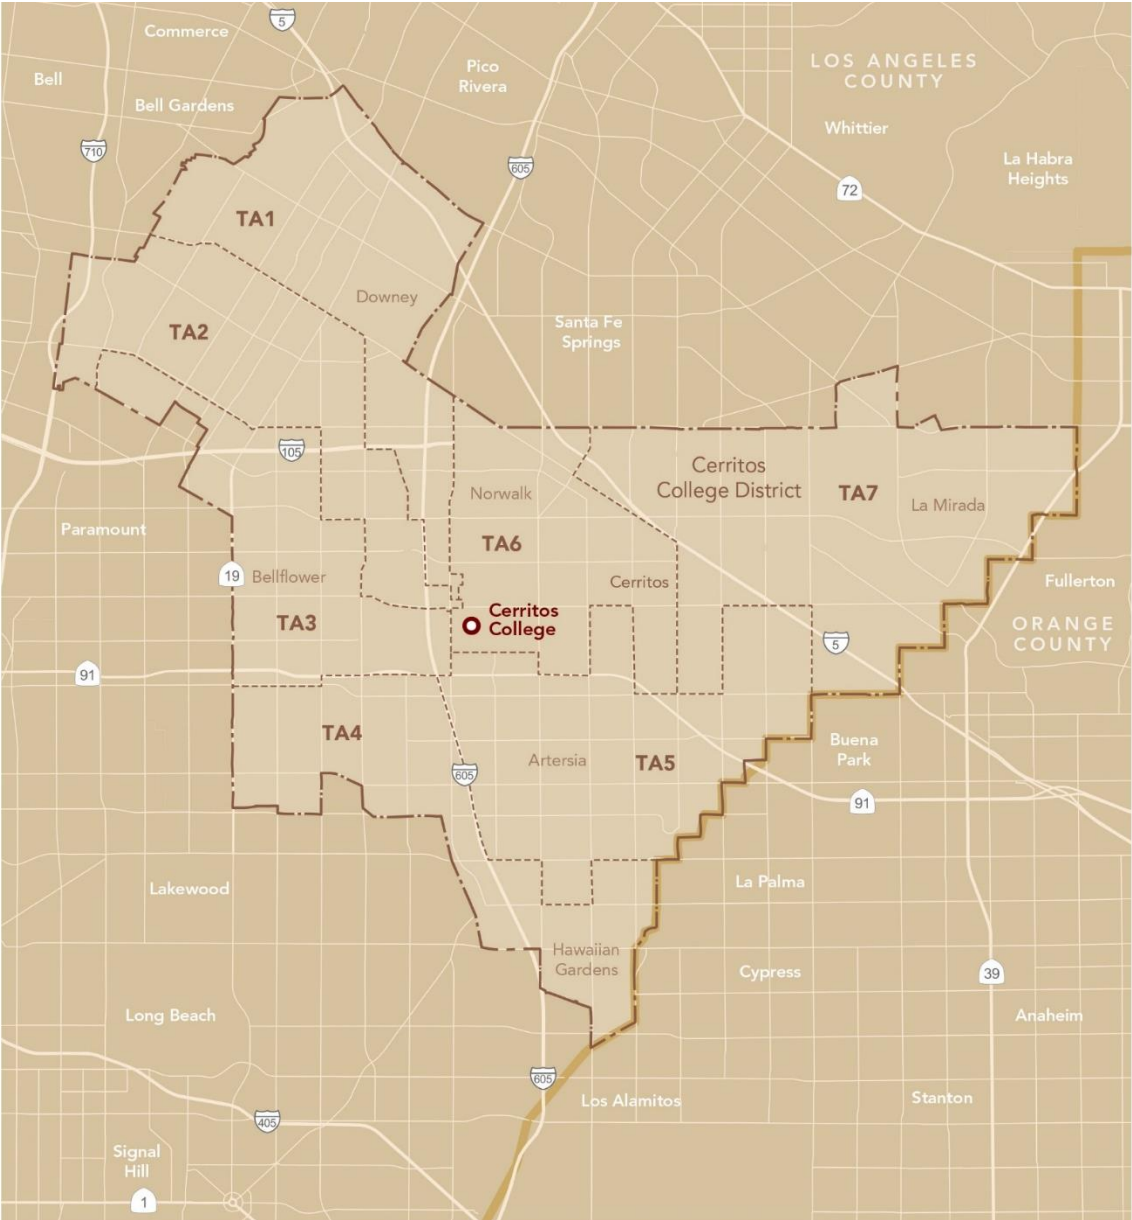 5
Commerce
Pico
Rivera
LOS ANGELES
COUNTY
Bell
Bell Gardens
Whittier
710
605
La Habra
Heights
72
TA1
Downey
TA2
Santa Fe
Springs
105
Cerritos
College District
TA7
Norwalk
La Mirada
Paramount
TA6
19
Bellflower
Cerritos
Fullerton
TA3
Cerritos
College
ORANGE
COUNTY
5
91
TA4
Artersia
TA5
Buena
Park
605
91
Lakewood
La Palma
Hawaiian
Gardens
Cypress
39
Long Beach
Anaheim
605
Los Alamitos
Stanton
405
Signal
Hill
1